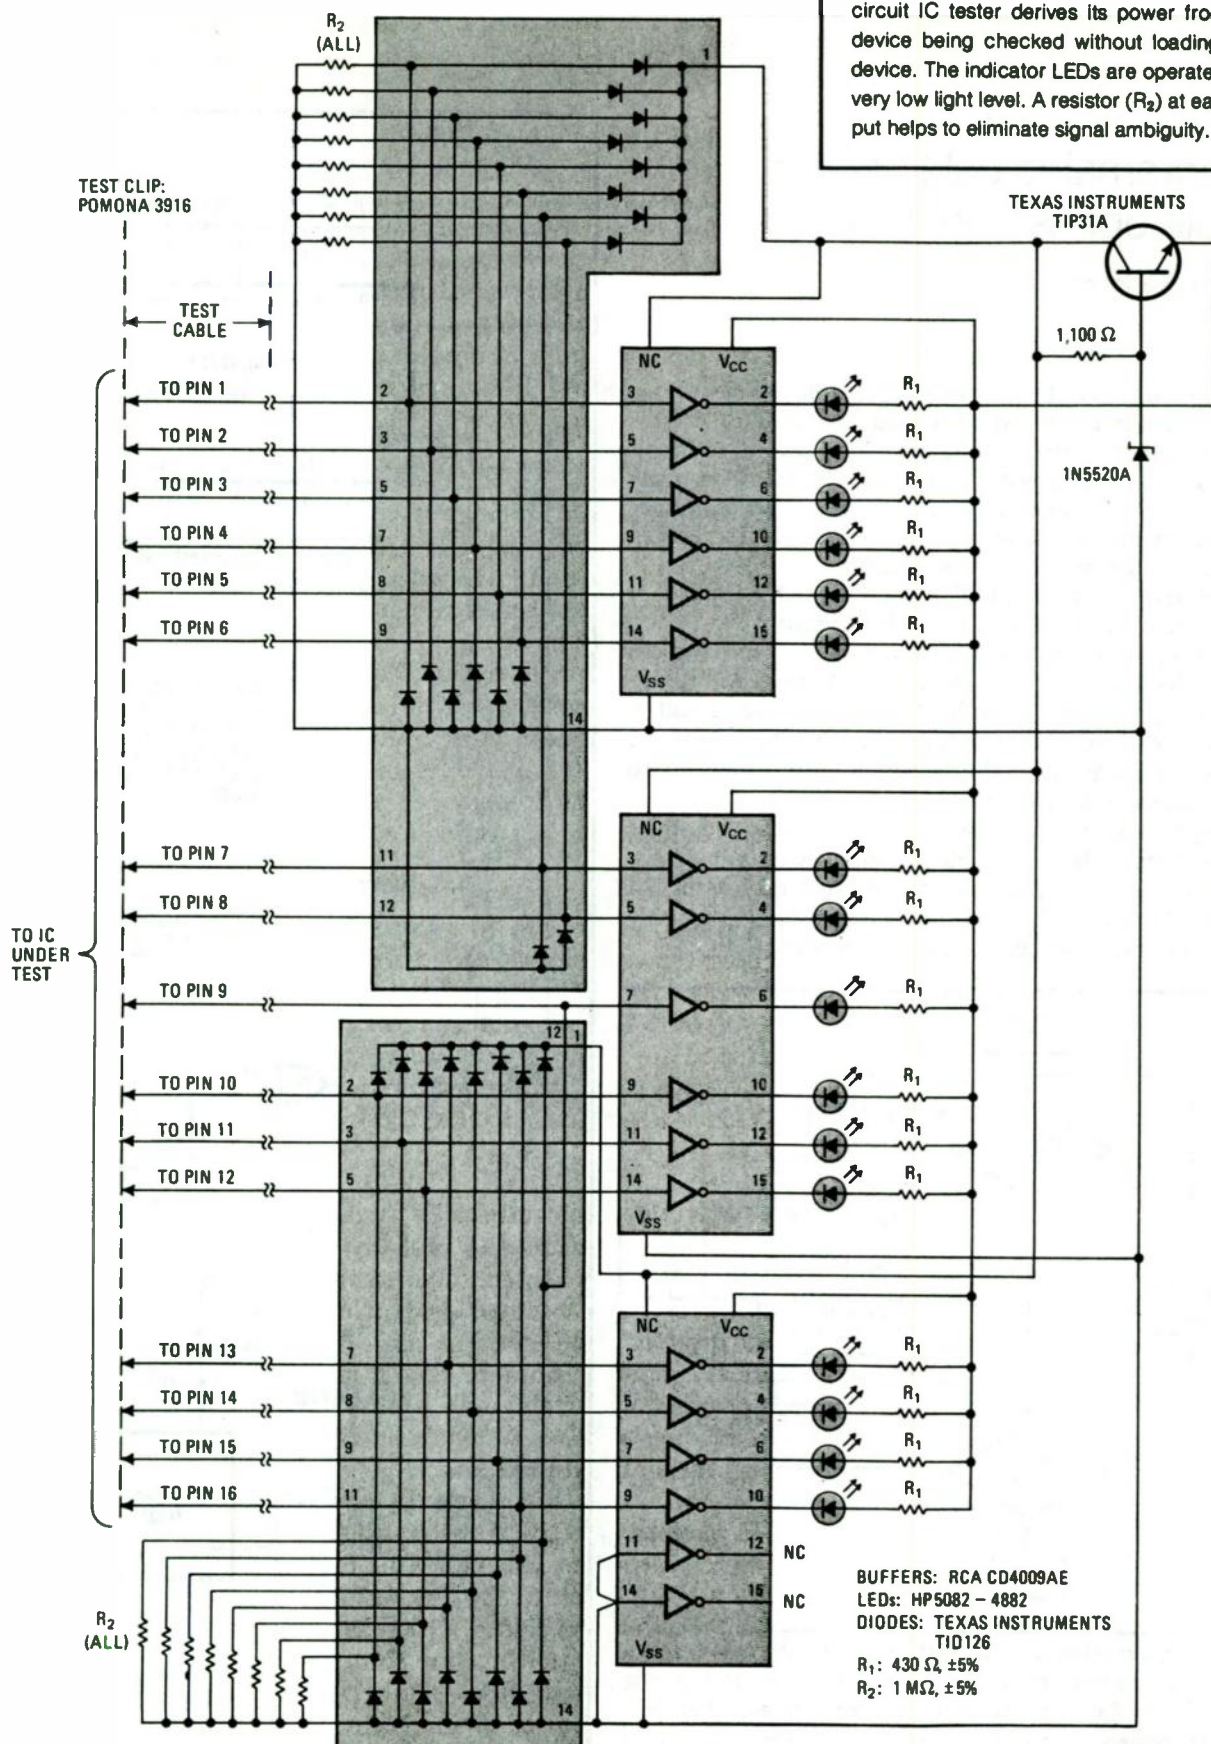 circuit IC tester derives its power fro
device being checked without loading
device. The indicator LEDs are operate
very low light level. A resistor (R₂) at ea
put helps to eliminate signal ambiguity.
R₂
(ALL)
1
TEST CLIP:
POMONA 3916
TEXAS INSTRUMENTS
TIP31A
TEST
CABLE
1,100 Ω
NC
VCC
TO PIN 1
2
3
2
R₁
TO PIN 2
3
5
4
R₁
1N5520A
TO PIN 3
5
7
6
R₁
TO PIN 4
7
9
10
R₁
TO PIN 5
8
11
12
R₁
TO PIN 6
9
14
15
R₁
VSS
14
NC
VCC
TO PIN 7
11
3
2
R₁
TO PIN 8
12
5
4
R₁
TO IC
UNDER
TEST
TO PIN 9
7
6
R₁
12
1
TO PIN 10
2
9
10
R₁
TO PIN 11
3
11
12
R₁
TO PIN 12
5
14
15
R₁
VSS
NC
VCC
TO PIN 13
7
3
2
R₁
TO PIN 14
8
5
4
R₁
TO PIN 15
9
7
6
R₁
TO PIN 16
11
9
10
R₁
11
12
NC
14
15
NC
VSS
14
R₂
(ALL)
BUFFERS: RCA CD4009AE
LEDs: HP5082 – 4882
DIODES: TEXAS INSTRUMENTS
TID126
R₁: 430 Ω, ±5%
R₂: 1 MΩ, ±5%